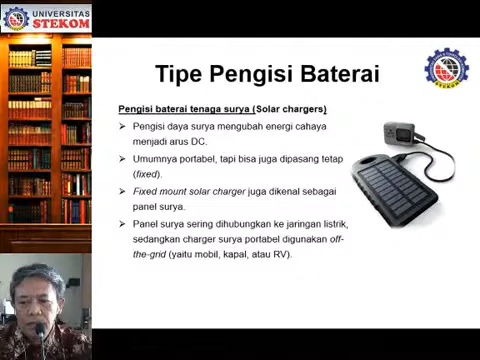 UNIVERSITAS
STEKOM
Tipe Pengisi Baterai
Pengisi baterai tenaga surya (Solar chargers)
➢ Pengisi daya surya mengubah energi cahaya
menjadi arus DC.
➢ Umumnya portabel, tapi bisa juga dipasang tetap
(fixed).
➢ Fixed mount solar charger juga dikenal sebagai
panel surya.
➢ Panel surya sering dihubungkan ke jaringan listrik,
sedangkan charger surya portabel digunakan off-
the-grid (yaitu mobil, kapal, atau RV).